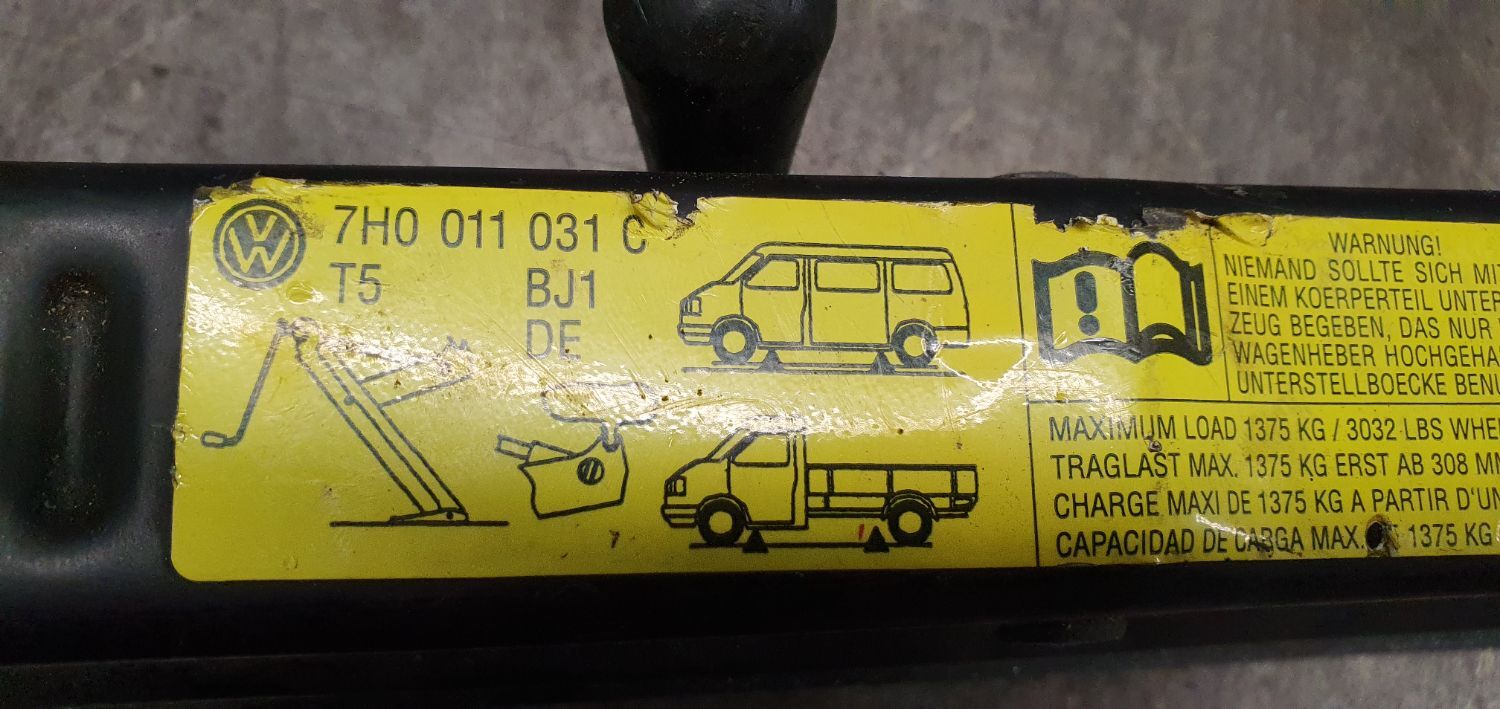 7H0 011 031 C
T5 BJ1
DE
WARNUNG!
NIEMAND SOLLTE SICH MIT
EINEM KOERPERTEIL UNTER
ZEUG BEGEBEN, DAS NUR
WAGENHEBER HOCHGEHA
UNTERSTELLBOECKE BENU
MAXIMUM LOAD 1375 KG / 3032 LBS WHE
TRAGLAST MAX. 1375 KG ERST AB 308 MM
CHARGE MAXI DE 1375 KG A PARTIR D'UN
CAPACIDAD DE CARGA MAX. 1375 KG